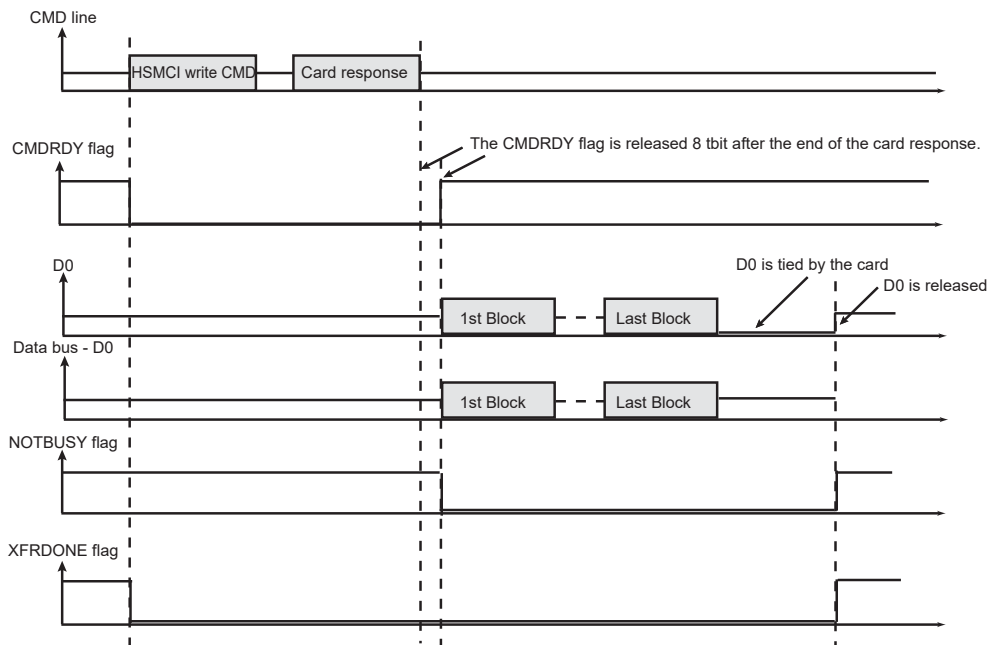 CMD line
HSMCI write CMD
Card response
CMDRDY flag
The CMDRDY flag is released 8 tbit after the end of the card response.
D0
D0 is tied by the card
D0 is released
1st Block
Last Block
Data bus - D0
1st Block
Last Block
NOTBUSY flag
XFRDONE flag